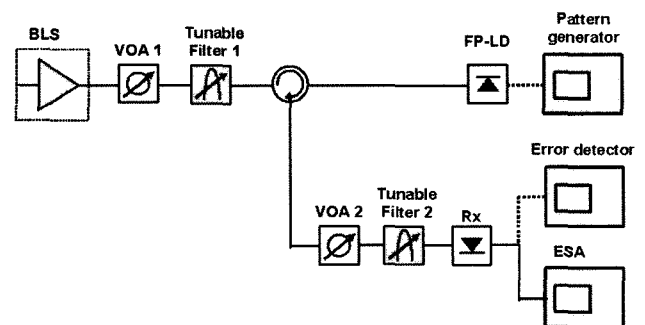 BLS
VOA 1
Tunable
Filter 1
FP-LD
Pattern
generator
Error detector
VOA 2
Tunable
Filter 2
Rx
ESA